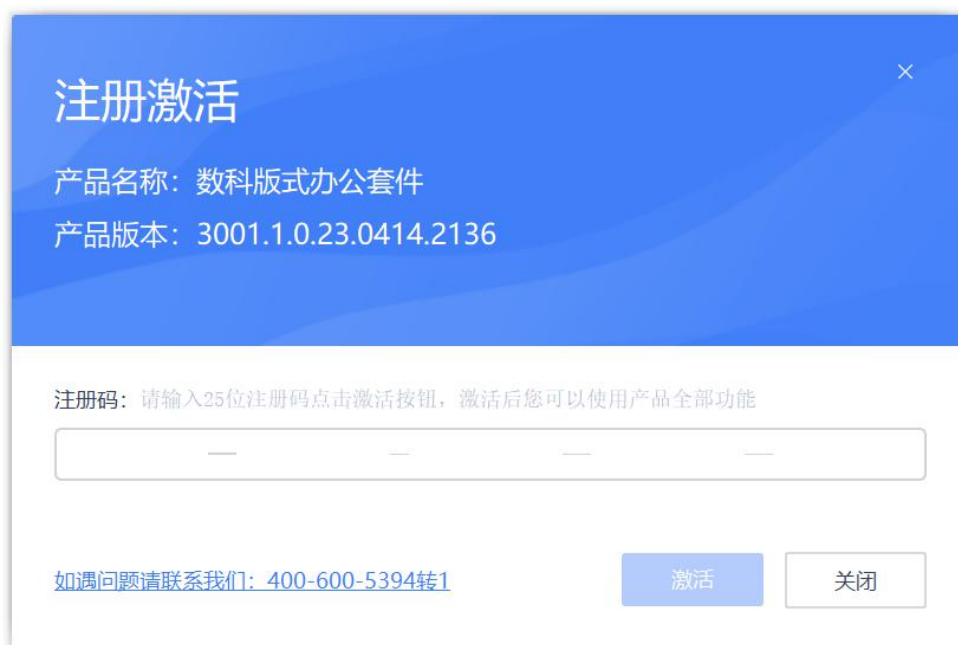 注册激活
产品名称：数科版式办公套件
产品版本：3001.1.0.23.0414.2136
注册码：请输入25位注册码点击激活按钮，激活后您可以使用产品全部功能
如遇问题请联系我们：400-600-5394转1
激活
关闭